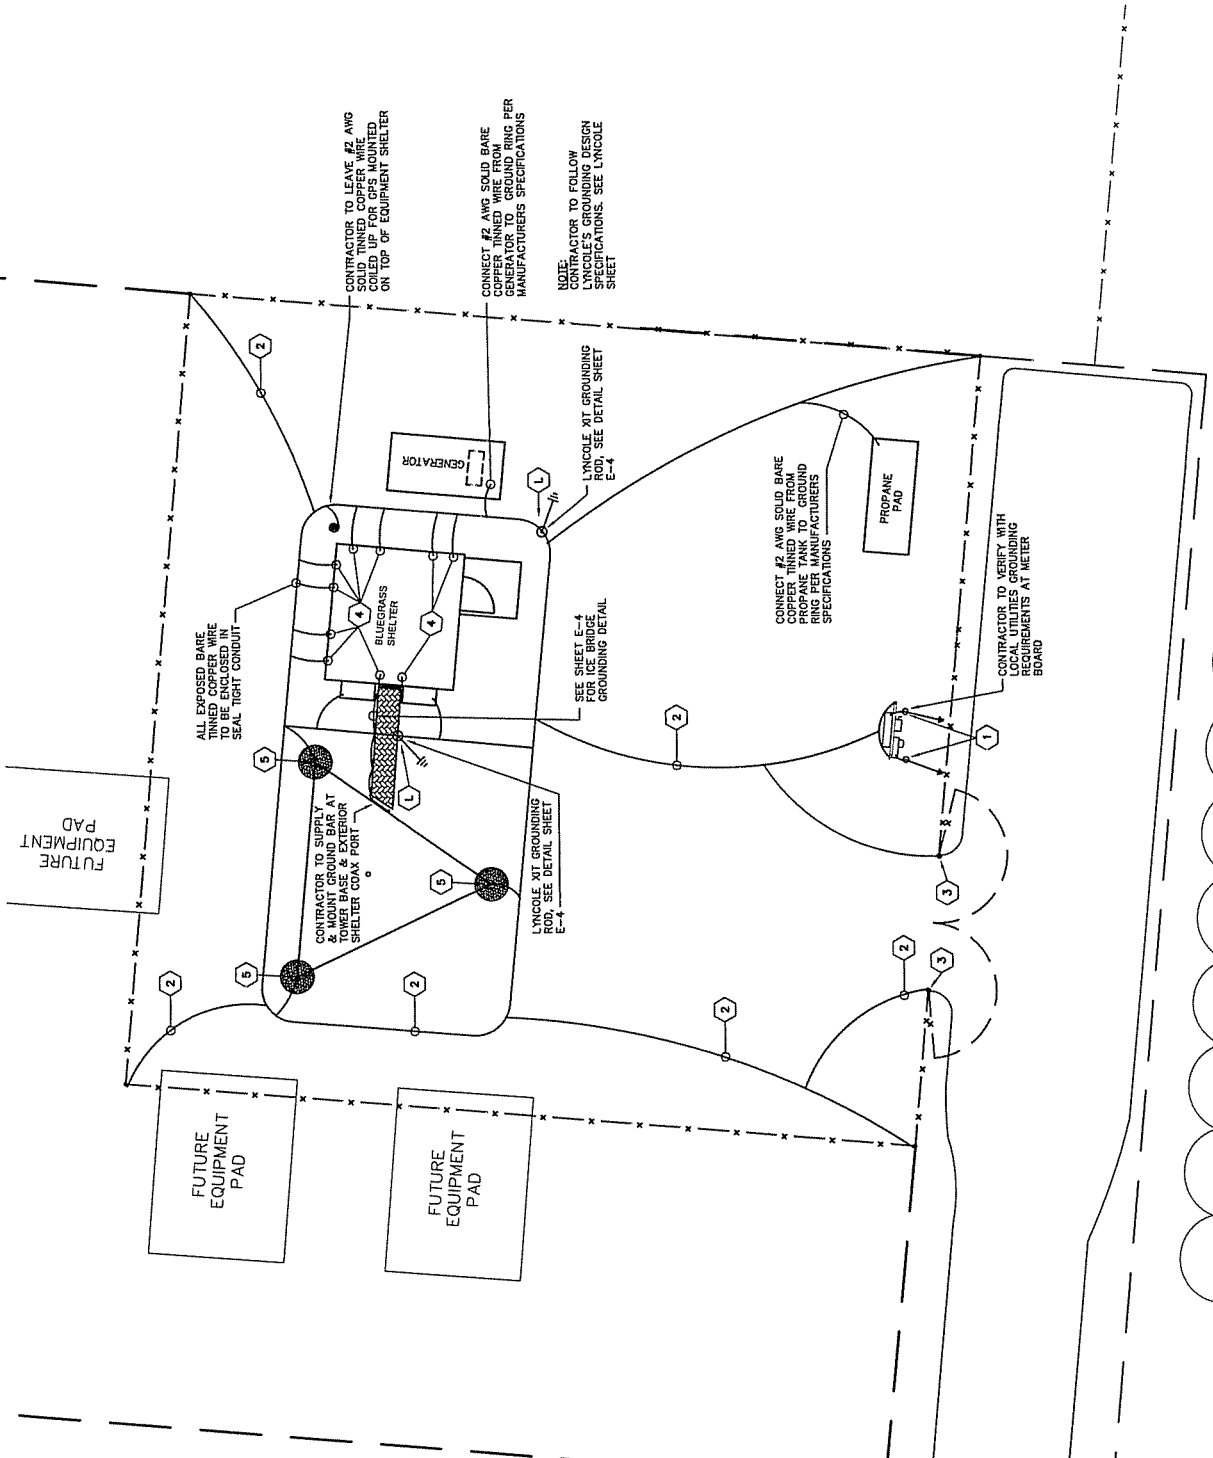 CONTRACTOR TO LEAVE #2 AWG
SOLID TINNED COPPER WIRE
COILED UP FOR GPS MOUNTED
ON TOP OF EQUIPMENT SHELTER
CONNECT #2 AWG SOLID BARE
COPPER TINNED WIRE FROM
GENERATOR TO GROUND RING PER
MANUFACTURERS SPECIFICATIONS
NOTE:
CONTRACTOR TO FOLLOW
LYNCOLE'S GROUNDING DESIGN
SPECIFICATIONS. SEE LYNCOLE
SHEET
2
GENERATOR
L
LYNCOLE XIT GROUNDING
ROD, SEE DETAIL SHEET
E-4
CONNECT #2 AWG SOLID BARE
COPPER TINNED WIRE FROM
PROPANE TANK TO GROUND
RING PER MANUFACTURERS
SPECIFICATIONS
PROPANE
PAD
CONTRACTOR TO VERIFY WITH
LOCAL UTILITIES GROUNDING
REQUIREMENTS AT METER
BOARD
ALL EXPOSED BARE
TINNED COPPER WIRE
TO BE ENCLOSED IN
SEAL TIGHT CONDUIT
4
BLUEGRASS
SHELTER
4
SEE SHEET E-4
FOR ICE BRIDGE
GROUNDING DETAIL
2
1
FUTURE
EQUIPMENT
PAD
5
CONTRACTOR TO SUPPLY
& MOUNT GROUND BAR AT
TOWER BASE & EXTERIOR
SHELTER COAX PORT
L
5
LYNCOLE XIT GROUNDING
ROD, SEE DETAIL SHEET
E-4
3
2
5
2
2
2
3
FUTURE
EQUIPMENT
PAD
FUTURE
EQUIPMENT
PAD